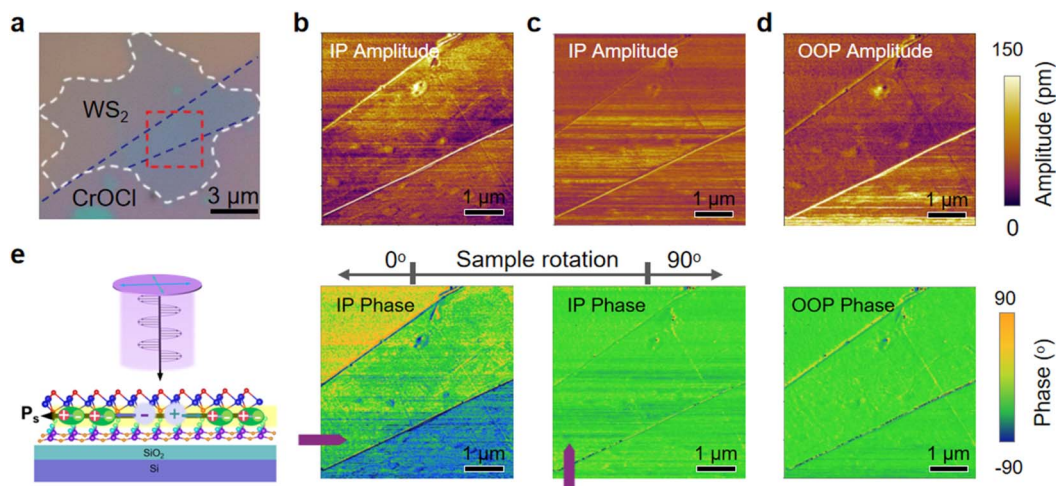 a
WS₂
CrOCl
3 μm
b
IP Amplitude
1 μm
c
IP Amplitude
1 μm
d
OOP Amplitude
1 μm
150
0
Amplitude (pm)
e
Pₛ
+ - + - - + + - + -
SiO₂
Si
0° Sample rotation 90°
IP Phase
1 μm
IP Phase
1 μm
OOP Phase
1 μm
90
-90
Phase (°)